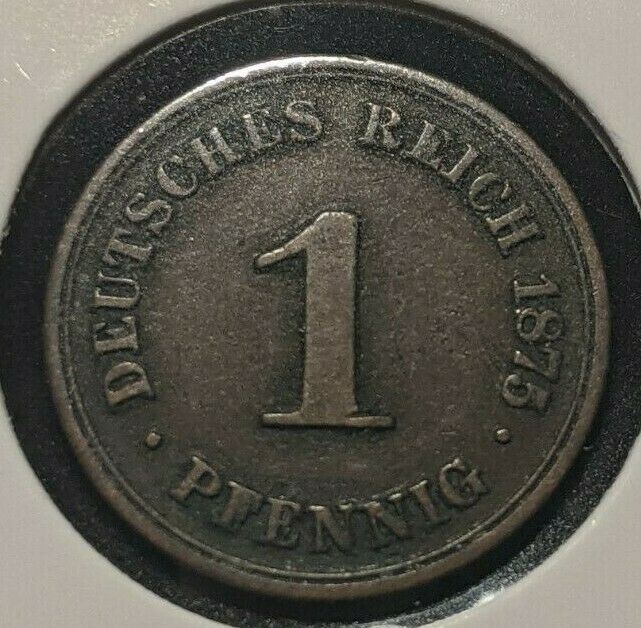 DEUTSCHES REICH 1875
1
PFENNIG